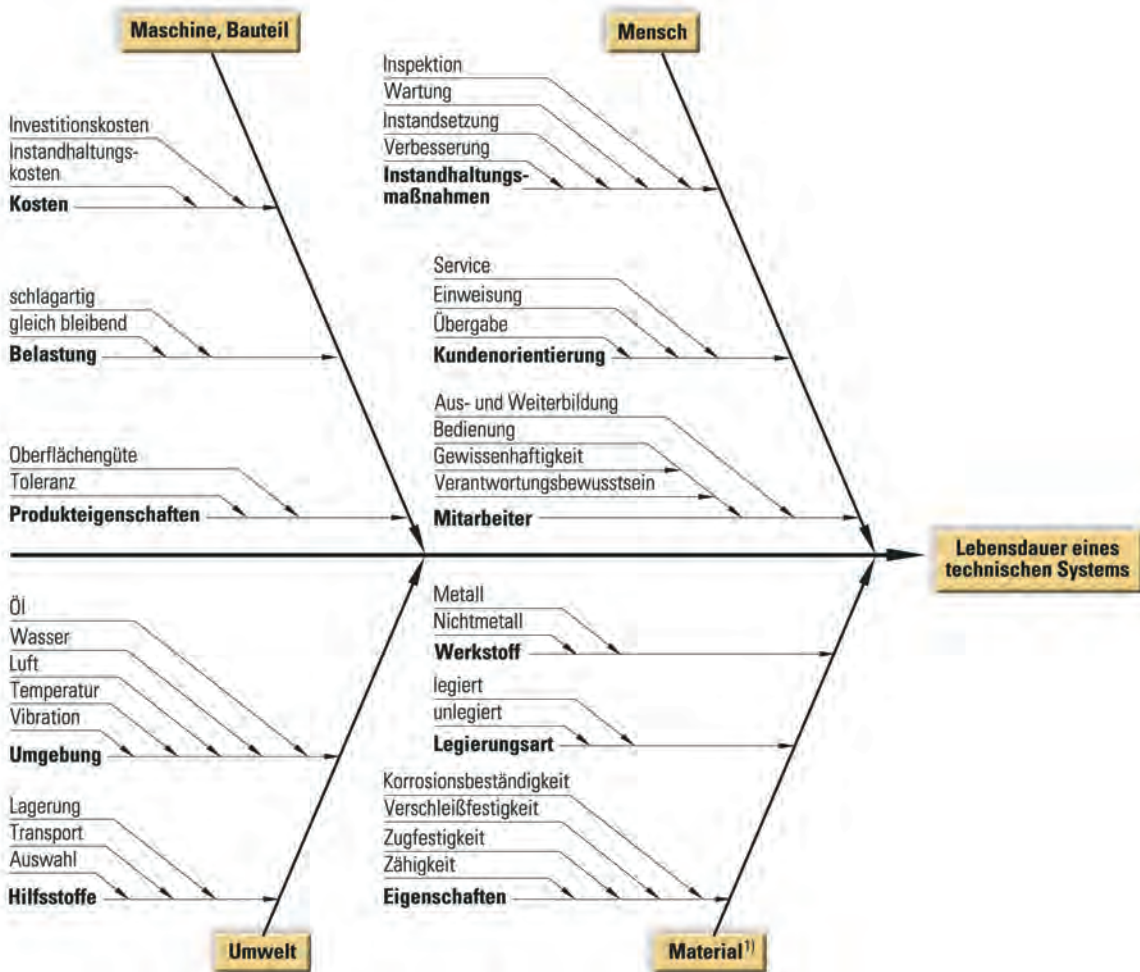 Maschine, Bauteil
Investitionskosten
Instandhaltungs-
kosten
Kosten
schlagartig
gleich bleibend
Belastung
Oberflächengüte
Toleranz
Produkteigenschaften
Mensch
Inspektion
Wartung
Instandsetzung
Verbesserung
Instandhaltungs-
maßnahmen
Service
Einweisung
Übergabe
Kundenorientierung
Aus- und Weiterbildung
Bedienung
Gewissenhaftigkeit
Verantwortungsbewusstsein
Mitarbeiter
Lebensdauer eines
technischen Systems
Öl
Wasser
Luft
Temperatur
Vibration
Umgebung
Lagerung
Transport
Auswahl
Hilfsstoffe
Umwelt
Metall
Nichtmetall
Werkstoff
legiert
unlegiert
Legierungsart
Korrosionsbeständigkeit
Verschleißfestigkeit
Zugfestigkeit
Zähigkeit
Eigenschaften
Material¹⁾